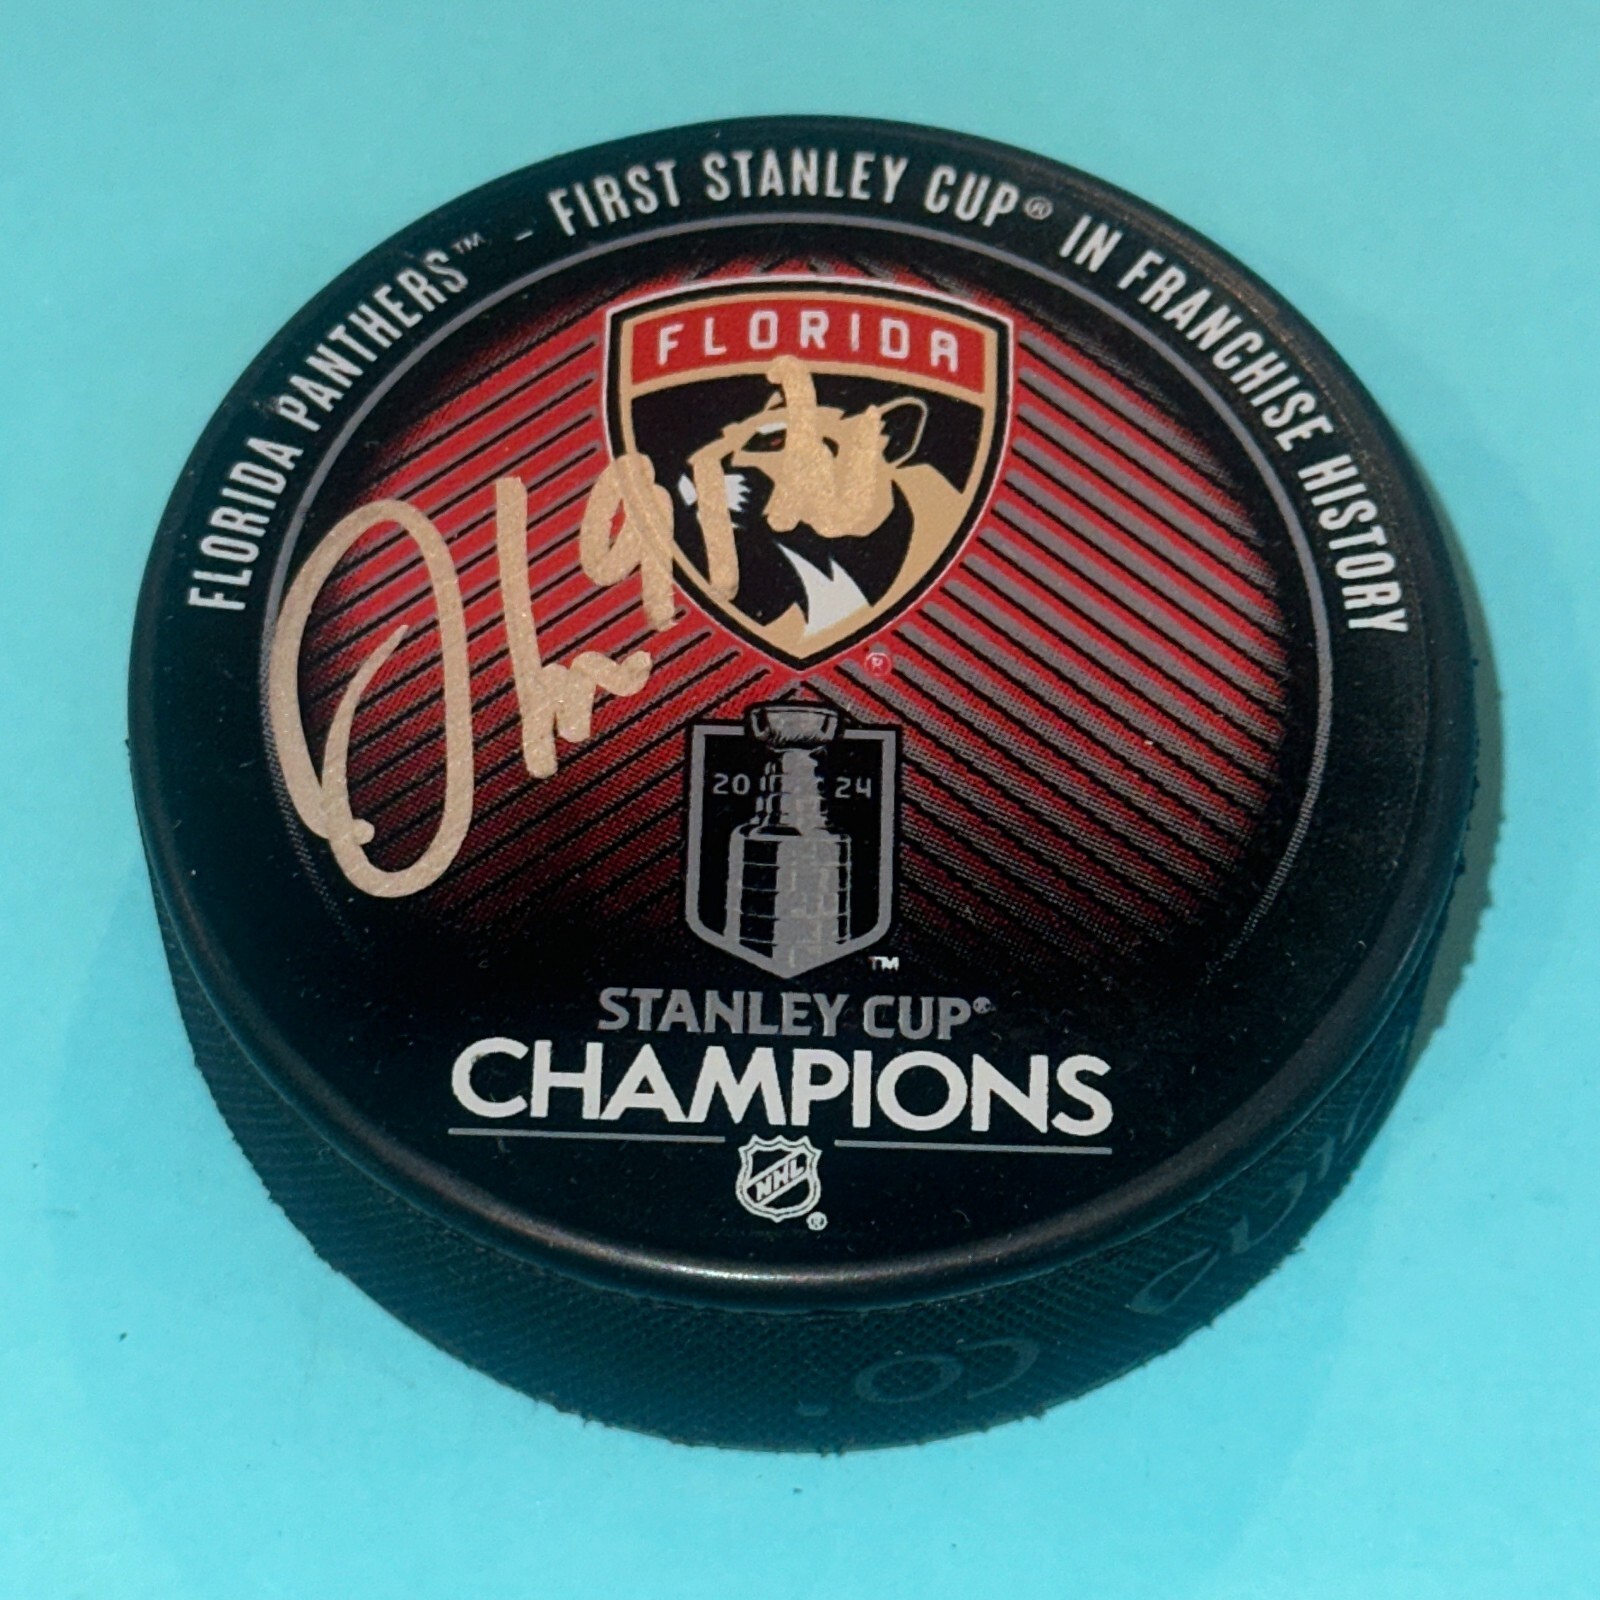 FLORIDA PANTHERS™ - FIRST STANLEY CUP® IN FRANCHISE HISTORY
FLORIDA
®
20 24
™
STANLEY CUP®
CHAMPIONS
NHL
®